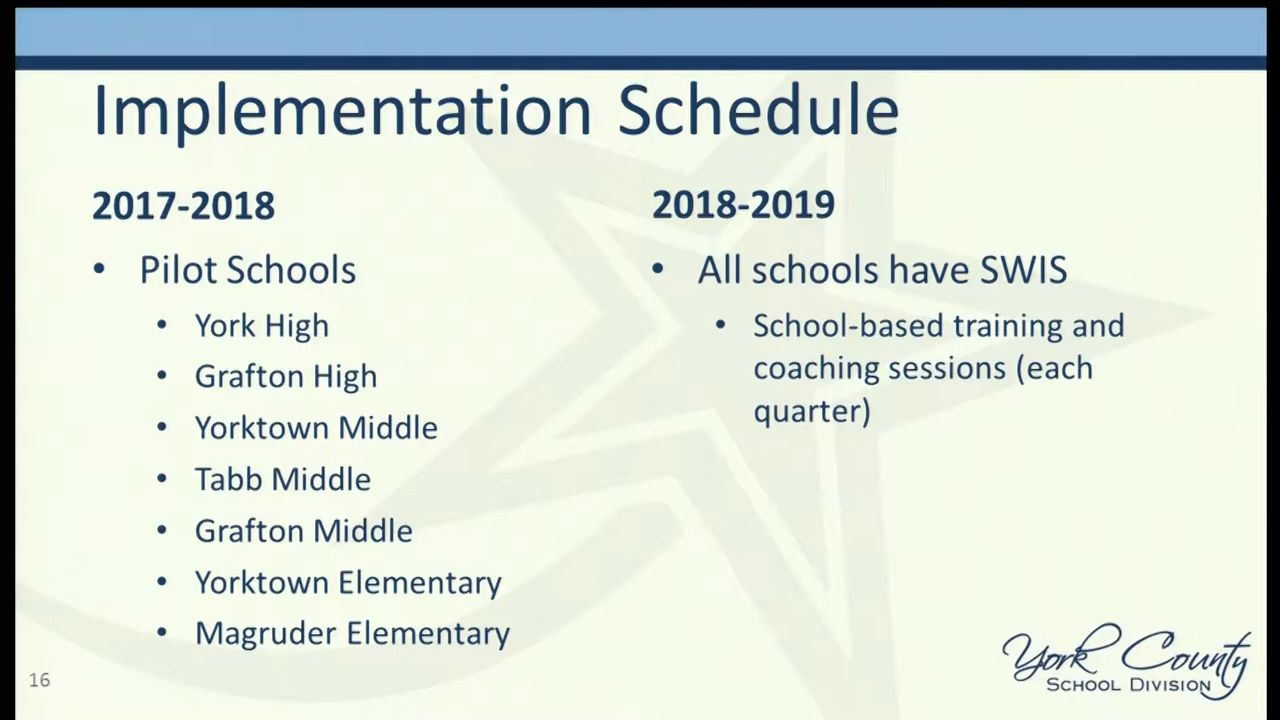 Implementation Schedule
2017-2018
• Pilot Schools
• York High
• Grafton High
• Yorktown Middle
• Tabb Middle
• Grafton Middle
• Yorktown Elementary
• Magruder Elementary
2018-2019
• All schools have SWIS
• School-based training and
coaching sessions (each
quarter)
16
York County
SCHOOL DIVISION